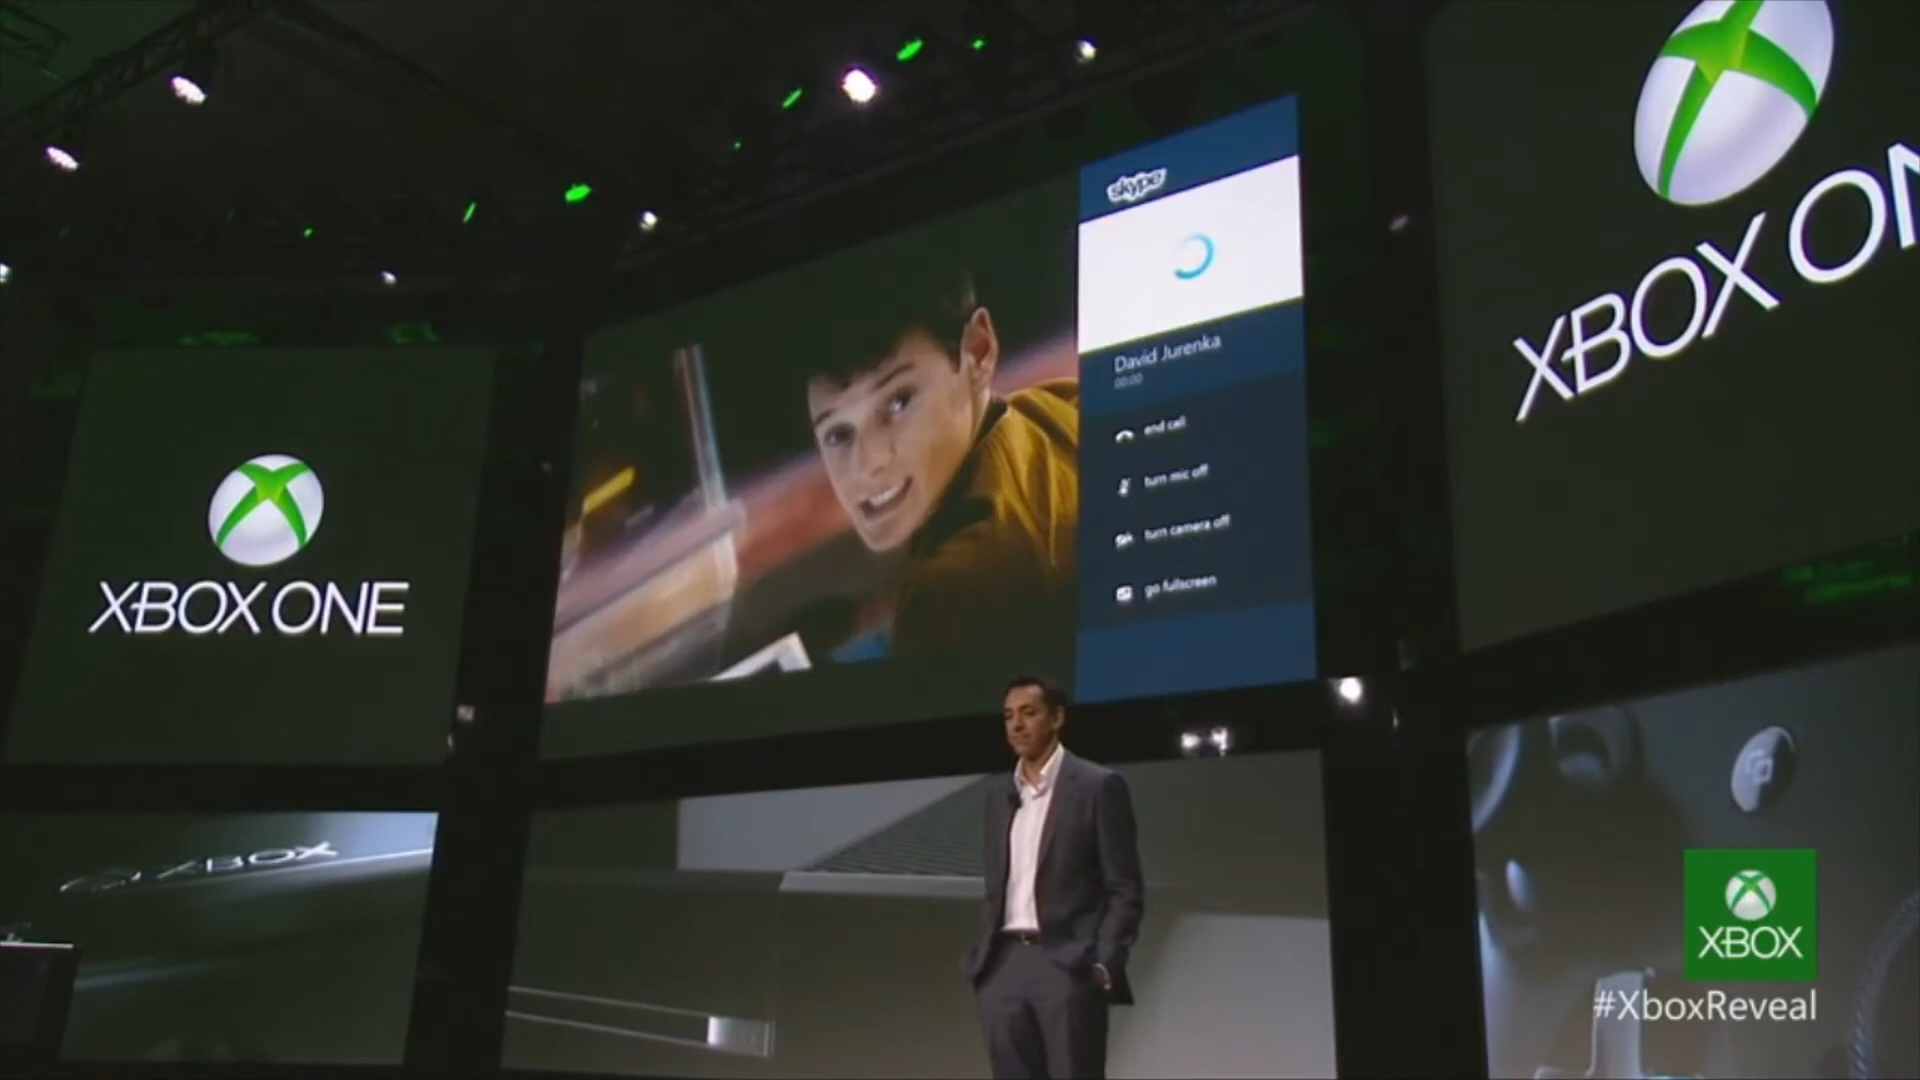 XBOX ONE
skype
David Jurenka
00:00
end call
turn mic off
turn camera off
go fullscreen
XBOX ON
XBOX
XBOX
#XboxReveal